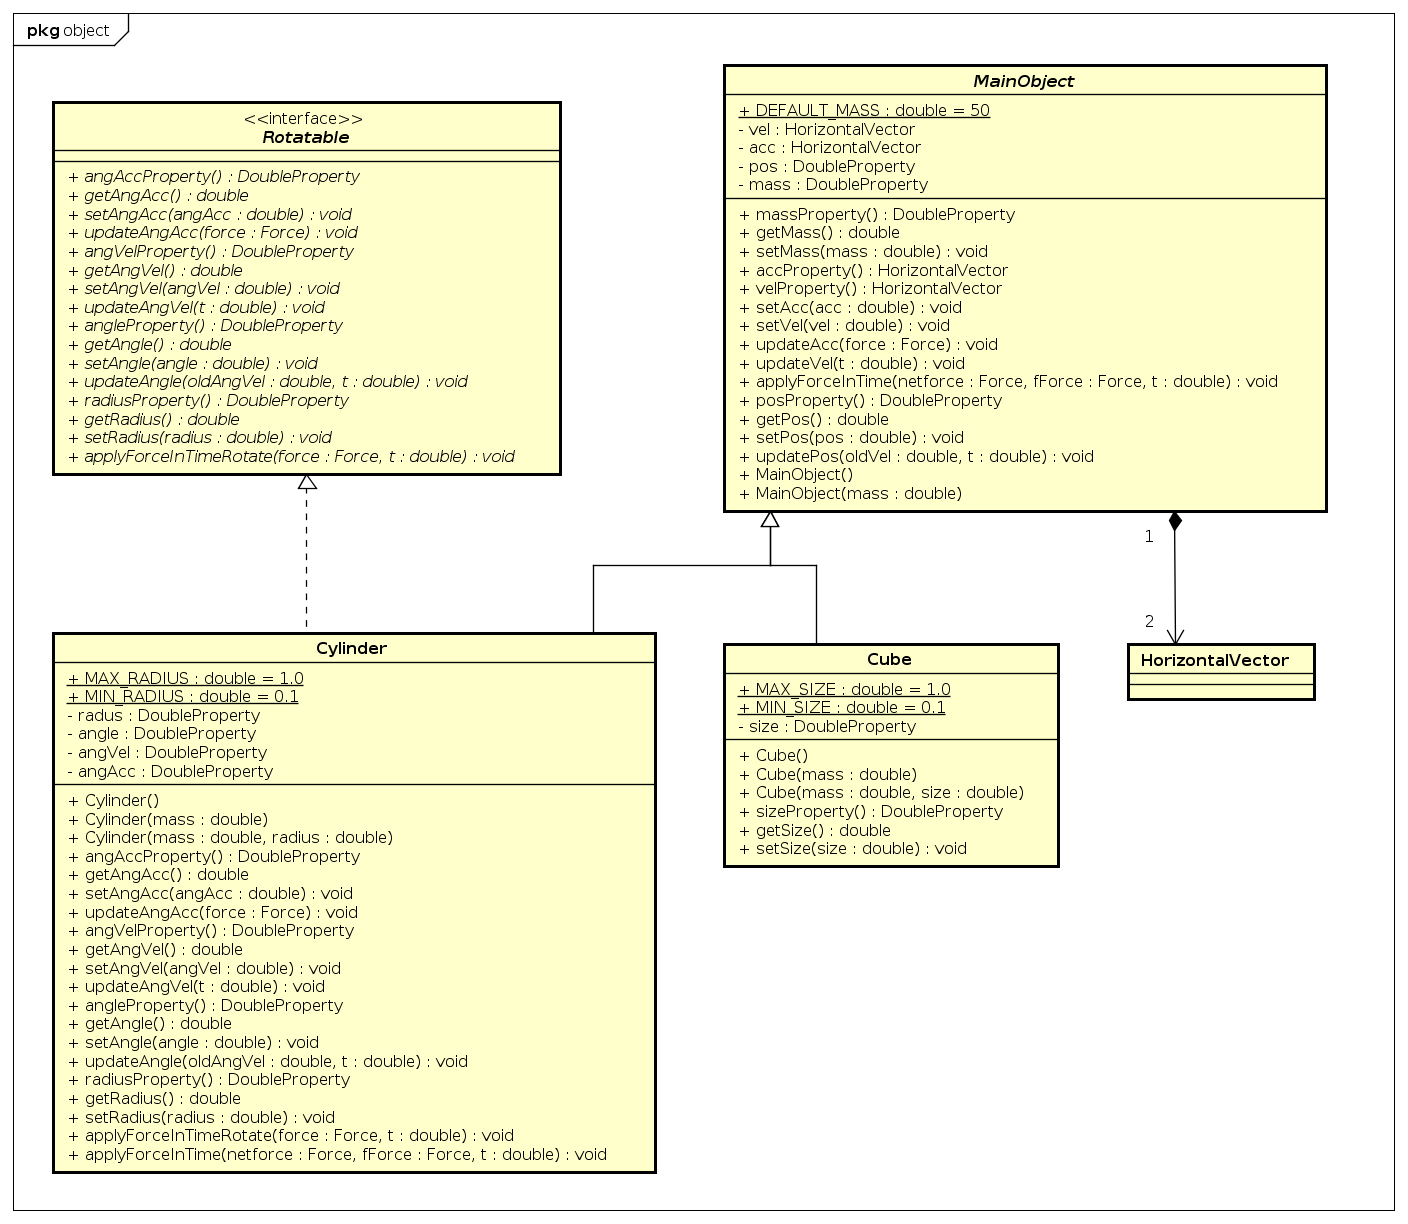 pkg object
<<interface>>
Rotatable
+ angAccProperty() : DoubleProperty
+ getAngAcc() : double
+ setAngAcc(angAcc : double) : void
+ updateAngAcc(force : Force) : void
+ angVelProperty() : DoubleProperty
+ getAngVel() : double
+ setAngVel(angVel : double) : void
+ updateAngVel(t : double) : void
+ angleProperty() : DoubleProperty
+ getAngle() : double
+ setAngle(angle : double) : void
+ updateAngle(oldAngVel : double, t : double) : void
+ radiusProperty() : DoubleProperty
+ getRadius() : double
+ setRadius(radius : double) : void
+ applyForceInTimeRotate(force : Force, t : double) : void
MainObject
+ DEFAULT_MASS : double = 50
- vel : HorizontalVector
- acc : HorizontalVector
- pos : DoubleProperty
- mass : DoubleProperty
+ massProperty() : DoubleProperty
+ getMass() : double
+ setMass(mass : double) : void
+ accProperty() : HorizontalVector
+ velProperty() : HorizontalVector
+ setAcc(acc : double) : void
+ setVel(vel : double) : void
+ updateAcc(force : Force) : void
+ updateVel(t : double) : void
+ applyForceInTime(netforce : Force, fForce : Force, t : double) : void
+ posProperty() : DoubleProperty
+ getPos() : double
+ setPos(pos : double) : void
+ updatePos(oldVel : double, t : double) : void
+ MainObject()
+ MainObject(mass : double)
1
2
Cylinder
+ MAX_RADIUS : double = 1.0
+ MIN_RADIUS : double = 0.1
- radus : DoubleProperty
- angle : DoubleProperty
- angVel : DoubleProperty
- angAcc : DoubleProperty
+ Cylinder()
+ Cylinder(mass : double)
+ Cylinder(mass : double, radius : double)
+ angAccProperty() : DoubleProperty
+ getAngAcc() : double
+ setAngAcc(angAcc : double) : void
+ updateAngAcc(force : Force) : void
+ angVelProperty() : DoubleProperty
+ getAngVel() : double
+ setAngVel(angVel : double) : void
+ updateAngVel(t : double) : void
+ angleProperty() : DoubleProperty
+ getAngle() : double
+ setAngle(angle : double) : void
+ updateAngle(oldAngVel : double, t : double) : void
+ radiusProperty() : DoubleProperty
+ getRadius() : double
+ setRadius(radius : double) : void
+ applyForceInTimeRotate(force : Force, t : double) : void
+ applyForceInTime(netforce : Force, fForce : Force, t : double) : void
Cube
+ MAX_SIZE : double = 1.0
+ MIN_SIZE : double = 0.1
- size : DoubleProperty
+ Cube()
+ Cube(mass : double)
+ Cube(mass : double, size : double)
+ sizeProperty() : DoubleProperty
+ getSize() : double
+ setSize(size : double) : void
HorizontalVector